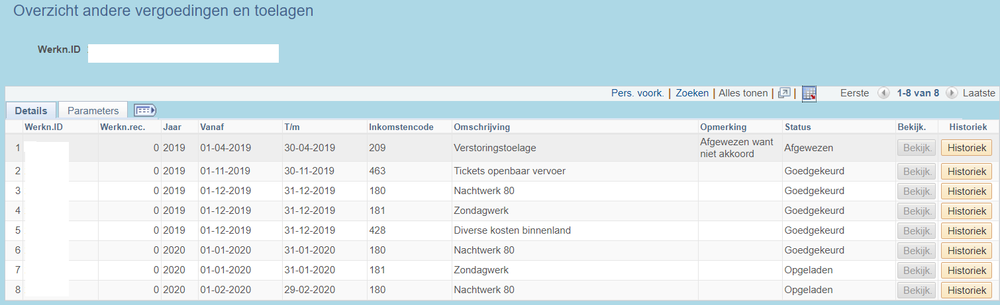 Overzicht andere vergoedingen en toelagen
Werkn.ID
Pers. voork. | Zoeken | Alles tonen | | Eerste 1-8 van 8 Laatste
Details Parameters
Werkn.ID Werkn.rec. Jaar Vanaf T/m Inkomstencode Omschrijving Opmerking Status Bekijk. Historiek
1 0 2019 01-04-2019 30-04-2019 209 Verstoringstoelage Afgewezen want niet akkoord Afgewezen Bekijk. Historiek
2 0 2019 01-11-2019 30-11-2019 463 Tickets openbaar vervoer Goedgekeurd Bekijk. Historiek
3 0 2019 01-12-2019 31-12-2019 180 Nachtwerk 80 Goedgekeurd Bekijk. Historiek
4 0 2019 01-12-2019 31-12-2019 181 Zondagwerk Goedgekeurd Bekijk. Historiek
5 0 2019 01-12-2019 31-12-2019 428 Diverse kosten binnenland Goedgekeurd Bekijk. Historiek
6 0 2020 01-01-2020 31-01-2020 180 Nachtwerk 80 Goedgekeurd Bekijk. Historiek
7 0 2020 01-01-2020 31-01-2020 181 Zondagwerk Opgeladen Bekijk. Historiek
8 0 2020 01-02-2020 29-02-2020 180 Nachtwerk 80 Opgeladen Bekijk. Historiek